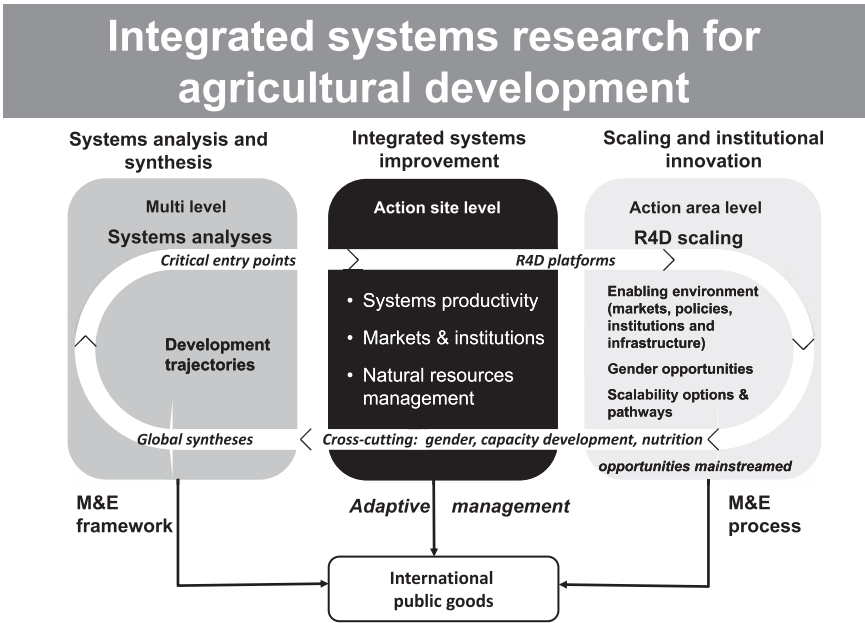 Integrated systems research for
agricultural development
Systems analysis and
synthesis
Integrated systems
improvement
Scaling and institutional
innovation
Multi level
Systems analyses
Action site level
Action area level
R4D scaling
Critical entry points
R4D platforms
Development
trajectories
• Systems productivity
• Markets & institutions
• Natural resources
management
Enabling environment
(markets, policies,
institutions and
infrastructure)
Gender opportunities
Scalability options &
pathways
Global syntheses
Cross-cutting: gender, capacity development, nutrition
opportunities mainstreamed
M&E
framework
Adaptive management
M&E
process
International
public goods